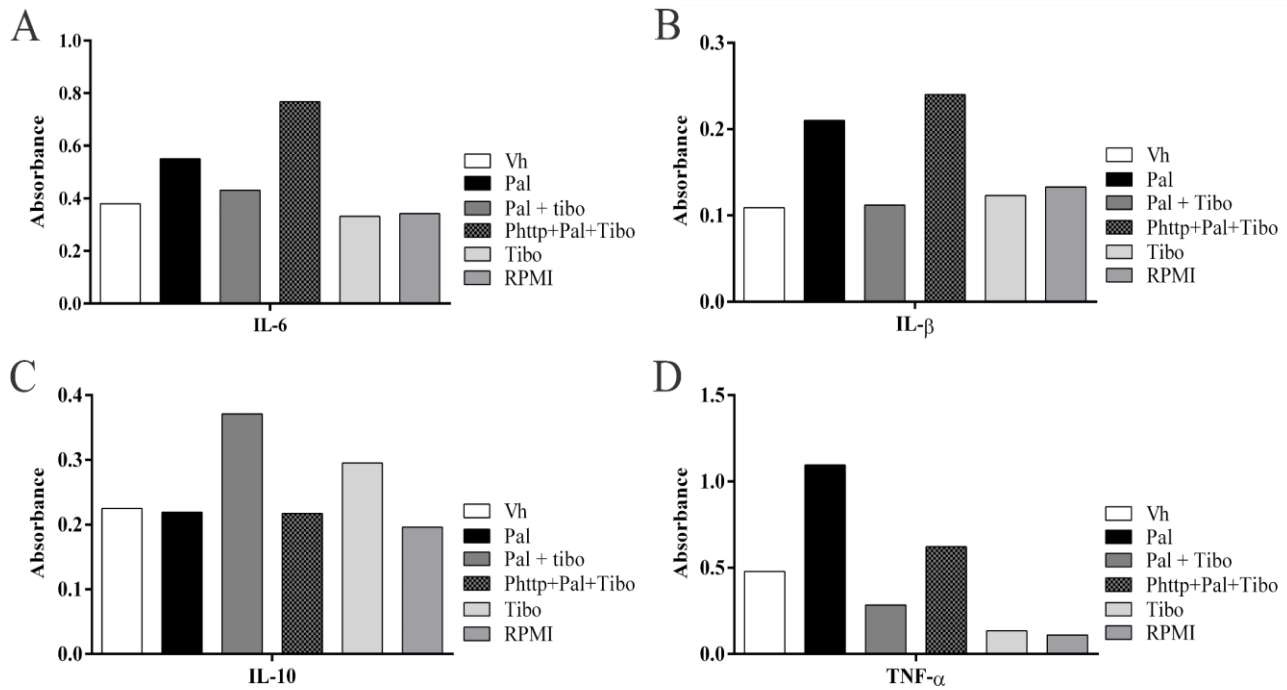 A
Absorbance
1.0
0.8
0.6
0.4
0.2
0.0
IL-6
Vh
Pal
Pal + tibo
Phttp+Pal+Tibo
Tibo
RPMI
B
Absorbance
0.3
0.2
0.1
0.0
IL-β
Vh
Pal
Pal + Tibo
Phttp+Pal+Tibo
Tibo
RPMI
C
Absorbance
0.4
0.3
0.2
0.1
0.0
IL-10
Vh
Pal
Pal + tibo
Phttp+Pal+Tibo
Tibo
RPMI
D
Absorbance
1.5
1.0
0.5
0.0
TNF-α
Vh
Pal
Pal + Tibo
Phttp+Pal+Tibo
Tibo
RPMI